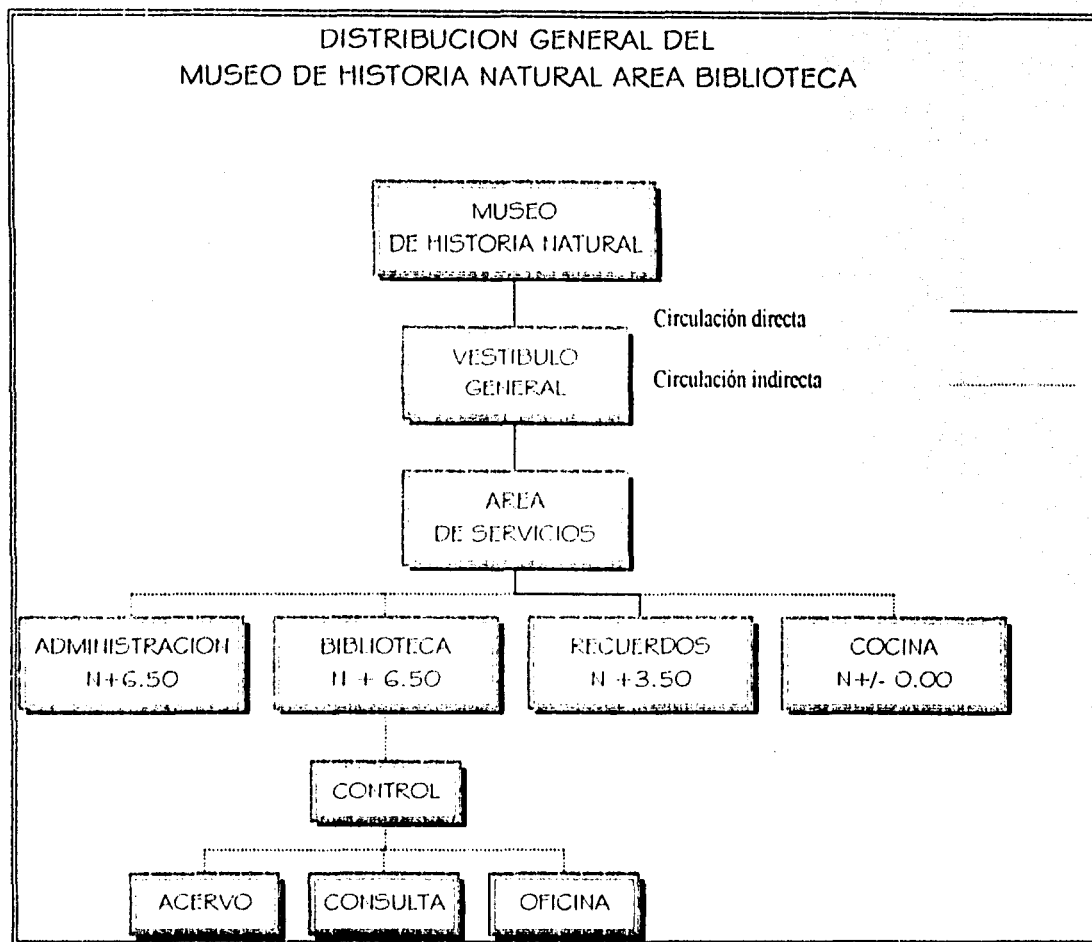 DISTRIBUCION GENERAL DEL
MUSEO DE HISTORIA NATURAL AREA BIBLIOTECA
MUSEO
DE HISTORIA NATURAL
Circulación directa
VESTIBULO
GENERAL
Circulación indirecta
AREA
DE SERVICIOS
ADMINISTRACION
N+6.50
BIBLIOTECA
N + 6.50
RECUERDOS
N +3.50
COCINA
N+/- 0.00
CONTROL
ACERVO
CONSULTA
OFICINA